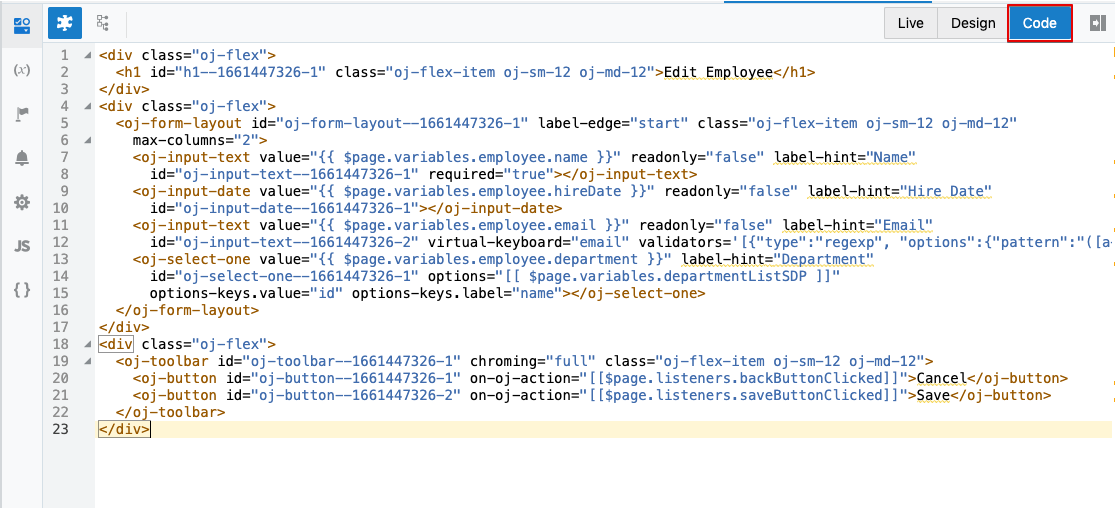 Live Design Code
(x)
JS
{ }
1 <div class="oj-flex">
2 <h1 id="h1--1661447326-1" class="oj-flex-item oj-sm-12 oj-md-12">Edit Employee</h1>
3 </div>
4 <div class="oj-flex">
5 <oj-form-layout id="oj-form-layout--1661447326-1" label-edge="start" class="oj-flex-item oj-sm-12 oj-md-12"
6 max-columns="2">
7 <oj-input-text value="{{ $page.variables.employee.name }}" readonly="false" label-hint="Name"
8 id="oj-input-text--1661447326-1" required="true"></oj-input-text>
9 <oj-input-date value="{{ $page.variables.employee.hireDate }}" readonly="false" label-hint="Hire Date"
10 id="oj-input-date--1661447326-1"></oj-input-date>
11 <oj-input-text value="{{ $page.variables.employee.email }}" readonly="false" label-hint="Email"
12 id="oj-input-text--1661447326-2" virtual-keyboard="email" validators='[{"type":"regexp", "options":{"pattern":"([a
13 <oj-select-one value="{{ $page.variables.employee.department }}" label-hint="Department"
14 id="oj-select-one--1661447326-1" options="[[ $page.variables.departmentListSDP ]]"
15 options-keys.value="id" options-keys.label="name"></oj-select-one>
16 </oj-form-layout>
17 </div>
18 <div class="oj-flex">
19 <oj-toolbar id="oj-toolbar--1661447326-1" chroming="full" class="oj-flex-item oj-sm-12 oj-md-12">
20 <oj-button id="oj-button--1661447326-1" on-oj-action="[[$page.listeners.backButtonClicked]]">Cancel</oj-button>
21 <oj-button id="oj-button--1661447326-2" on-oj-action="[[$page.listeners.saveButtonClicked]]">Save</oj-button>
22 </oj-toolbar>
23 </div>